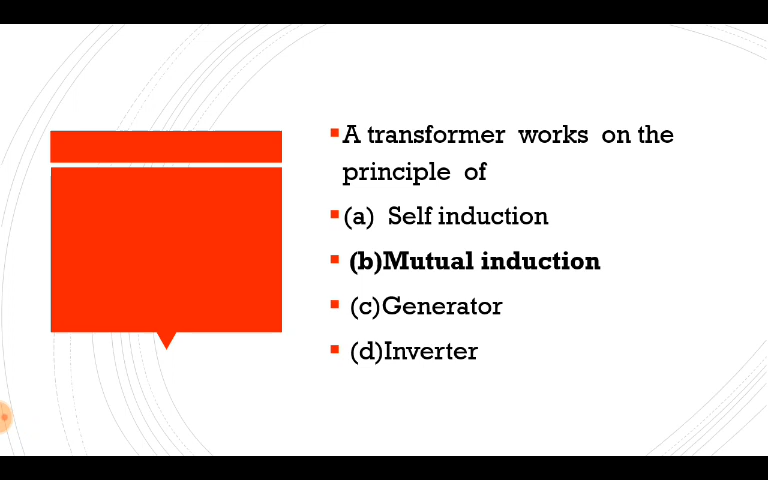 A transformer works on the
principle of
(a) Self induction
(b)Mutual induction
(c)Generator
(d)Inverter